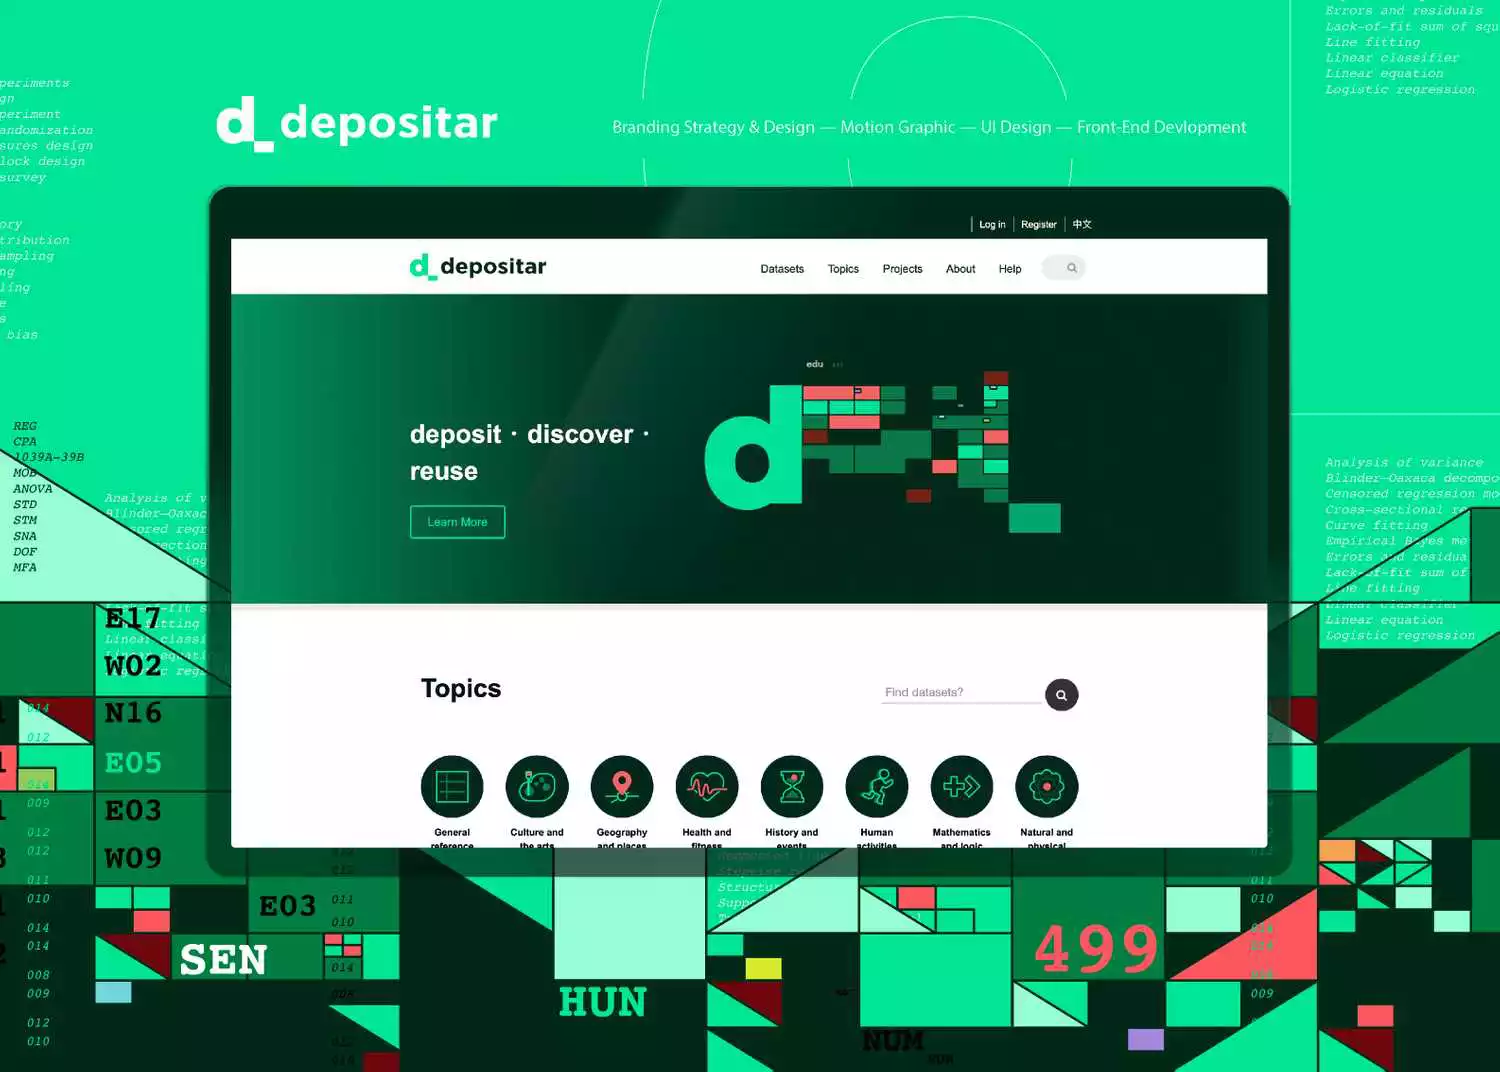 d_ depositar
Branding Strategy & Design — Motion Graphic — UI Design — Front-End Devlopment
Errors and residuals
Lack-of-fit sum of squ
Line fitting
Linear classifier
Linear equation
Logistic regression
periments
gn
periment
andomization
sures design
lock design
survey
ory
tribution
ampling
ng
ling
e
s
bias
Log in
Register
中文
d_ depositar
Datasets
Topics
Projects
About
Help
edu
d
deposit · discover ·
reuse
Learn More
REG
CPA
1039A-39B
MOB
ANOVA
STD
STM
SNA
DOF
MFA
Analysis of v
Blinder-Oaxac
Analysis of variance
Blinder-Oaxaca decompo
Censored regression mo
Cross-sectional re
Curve fitting
Empirical Bayes me
Errors and residua
Lack-of-fit sum of
Line fitting
Linear classifier
Linear equation
Logistic regression
Topics
Find datasets?
General
reference
Culture and
the arts
Geography
and places
Health and
fitness
History and
events
Human
activities
Mathematics
and logic
Natural and
physical
E17
W02
N16
E05
E03
W09
014
012
014
009
012
012
011
010
014
014
008
009
012
010
E03
011
010
014
008
SEN
HUN
Structur
Supp
499
NUM
011
010
014
009